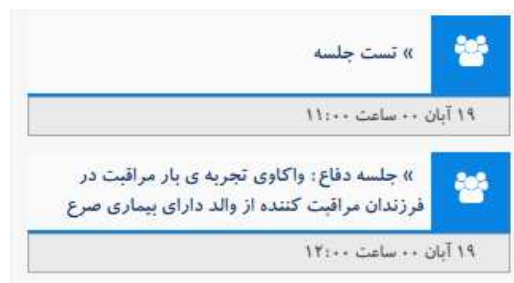 » تست جلسه
۱۹ آبان ۰۰ ساعت ۱۱:۰۰
» جلسه دفاع: واکاوی تجربه ی بار مراقبت در
فرزندان مراقبت کننده از والد دارای بیماری صرع
۱۹ آبان ۰۰ ساعت ۱۲:۰۰